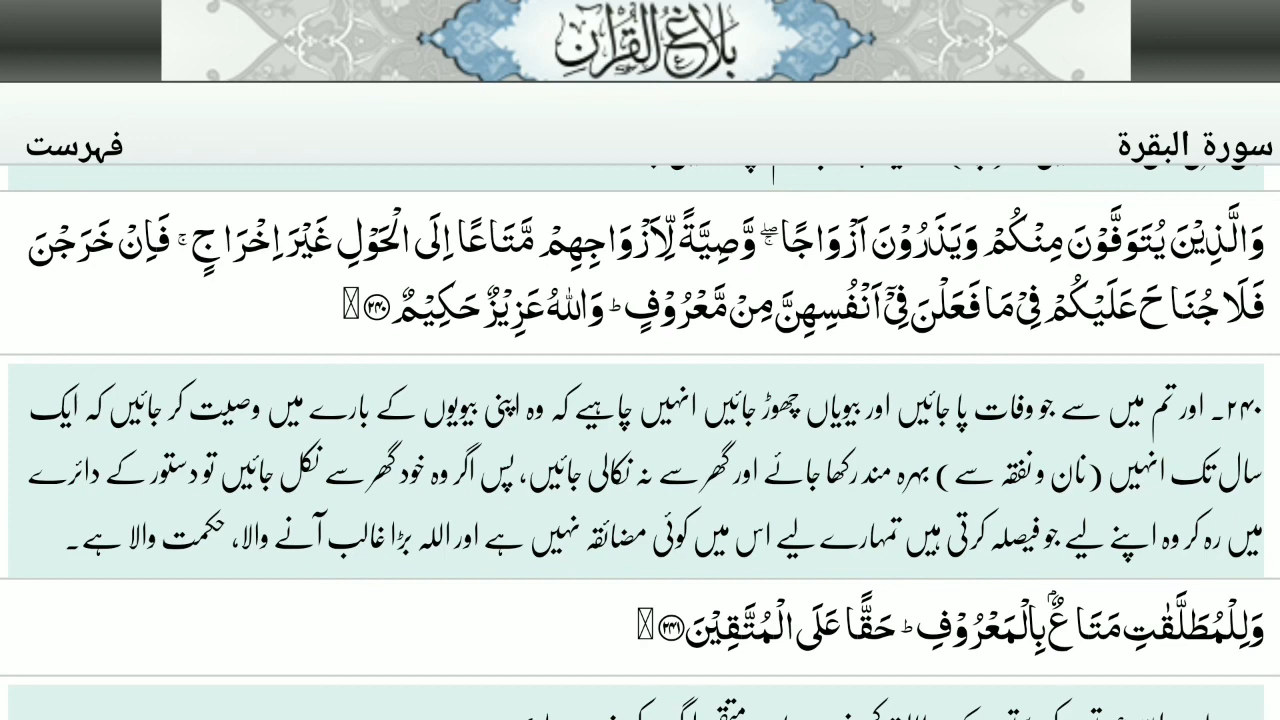 بلاغ القرآن
سورة البقرة
فہرست
وَالَّذِيْنَ يُتَوَفَّوْنَ مِنْكُمْ وَيَذَرُوْنَ اَزْوَاجًا ۖۚ وَّصِيَّةً لِّاَزْوَاجِهِمْ مَّتَاعًا اِلَى الْحَوْلِ غَيْرَ اِخْرَاجٍ ۚ فَاِنْ خَرَجْنَ
فَلَا جُنَاحَ عَلَيْكُمْ فِيْ مَا فَعَلْنَ فِيْٓ اَنْفُسِهِنَّ مِنْ مَّعْرُوْفٍ ؕ وَاللّٰهُ عَزِيْزٌ حَكِيْمٌ ﴿۲۴۰﴾
۲۴۰۔ اور تم میں سے جو وفات پا جائیں اور بیویاں چھوڑ جائیں انہیں چاہیے کہ وہ اپنی بیویوں کے بارے میں وصیت کر جائیں کہ ایک
سال تک انہیں (نان و نفقہ سے) بہرہ مند رکھا جائے اور گھر سے نہ نکالی جائیں، پس اگر وہ خود گھر سے نکل جائیں تو دستور کے دائرے
میں رہ کر وہ اپنے لیے جو فیصلہ کرتی ہیں تمہارے لیے اس میں کوئی مضائقہ نہیں ہے اور اللہ بڑا غالب آنے والا، حکمت والا ہے۔
وَلِلْمُطَلَّقٰتِ مَتَاعٌۢ بِالْمَعْرُوْفِ ؕ حَقًّا عَلَى الْمُتَّقِيْنَ ﴿۲۴۱﴾